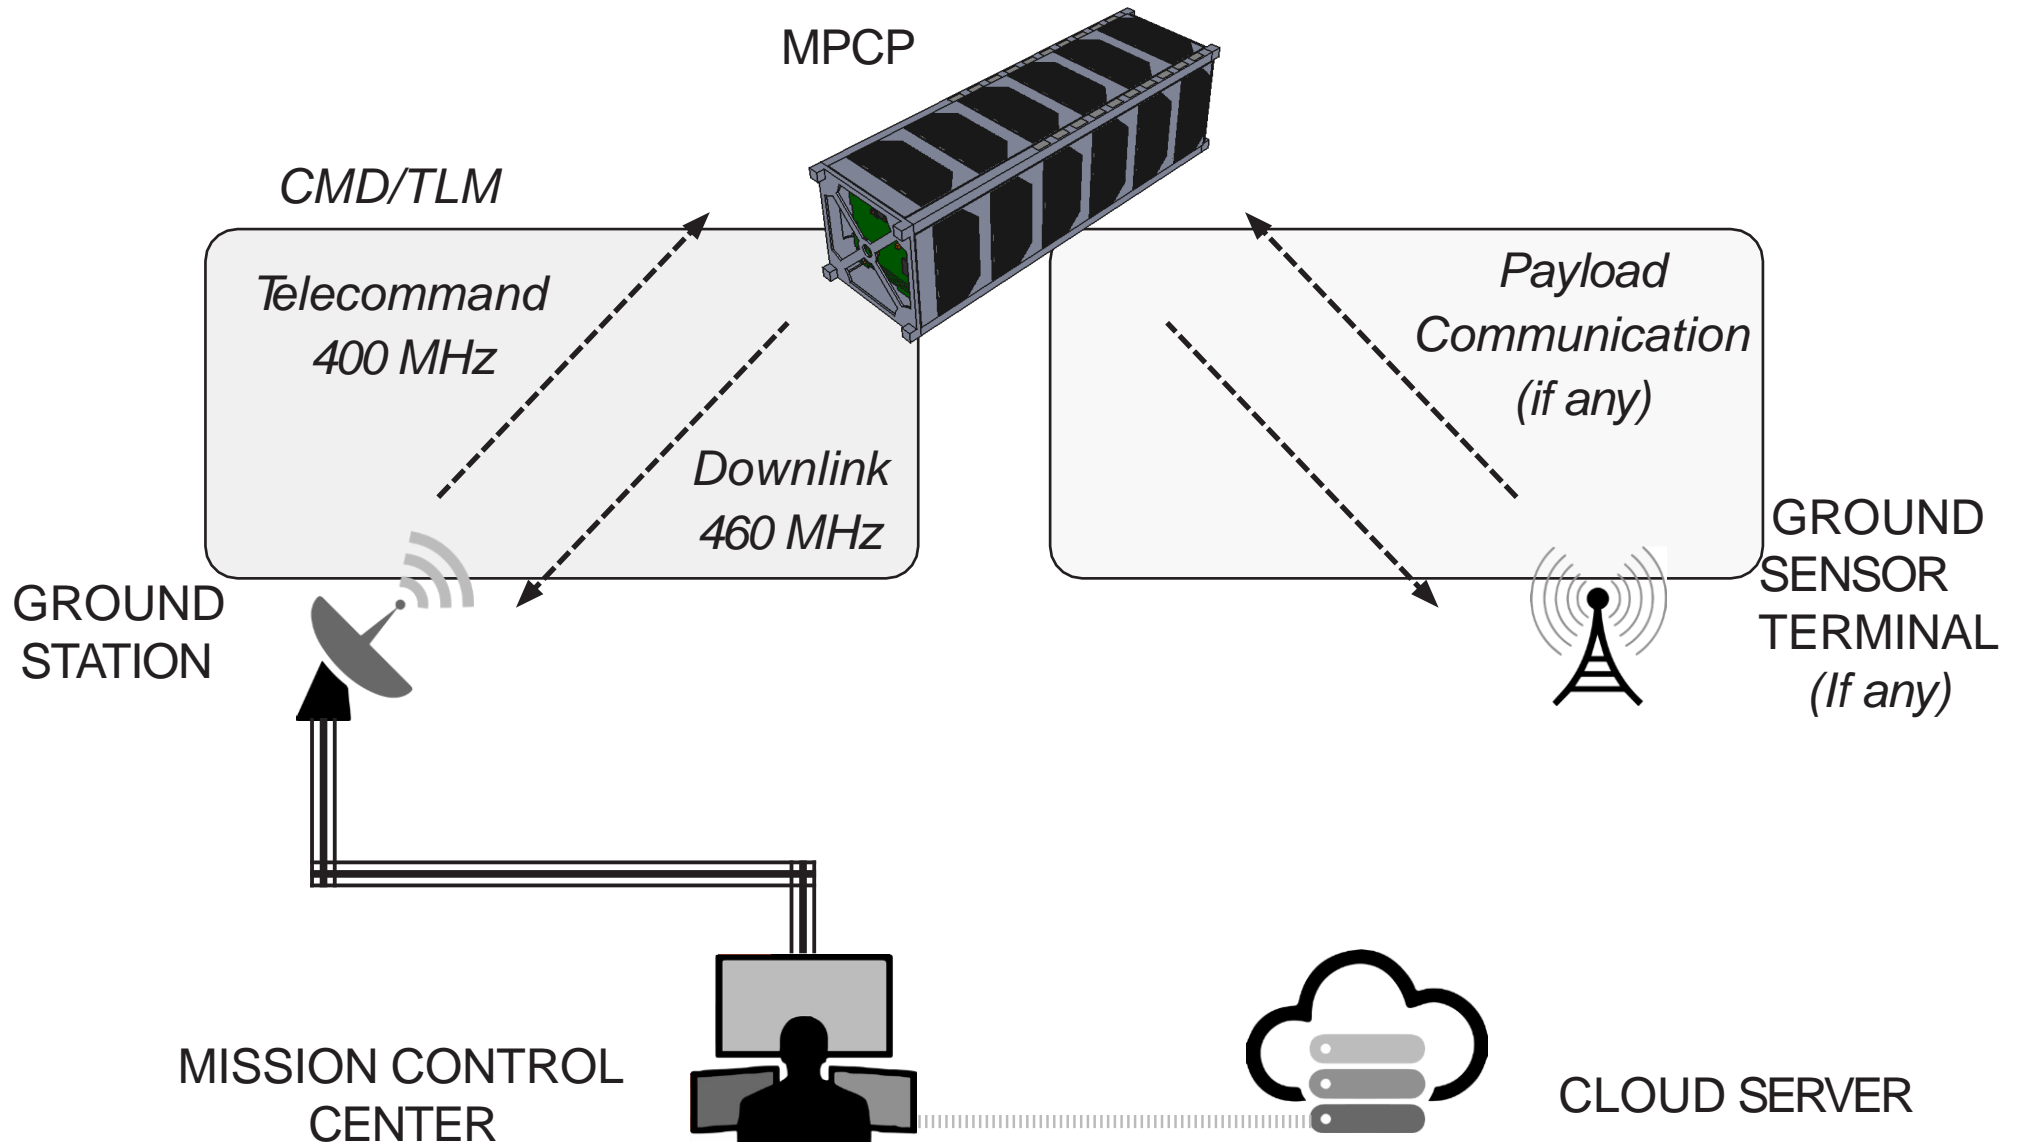 MPCP
CMD/TLM
Telecommand
400 MHz
Downlink
460 MHz
Payload
Communication
(if any)
GROUND
STATION
GROUND
SENSOR
TERMINAL
(If any)
MISSION CONTROL
CENTER
CLOUD SERVER